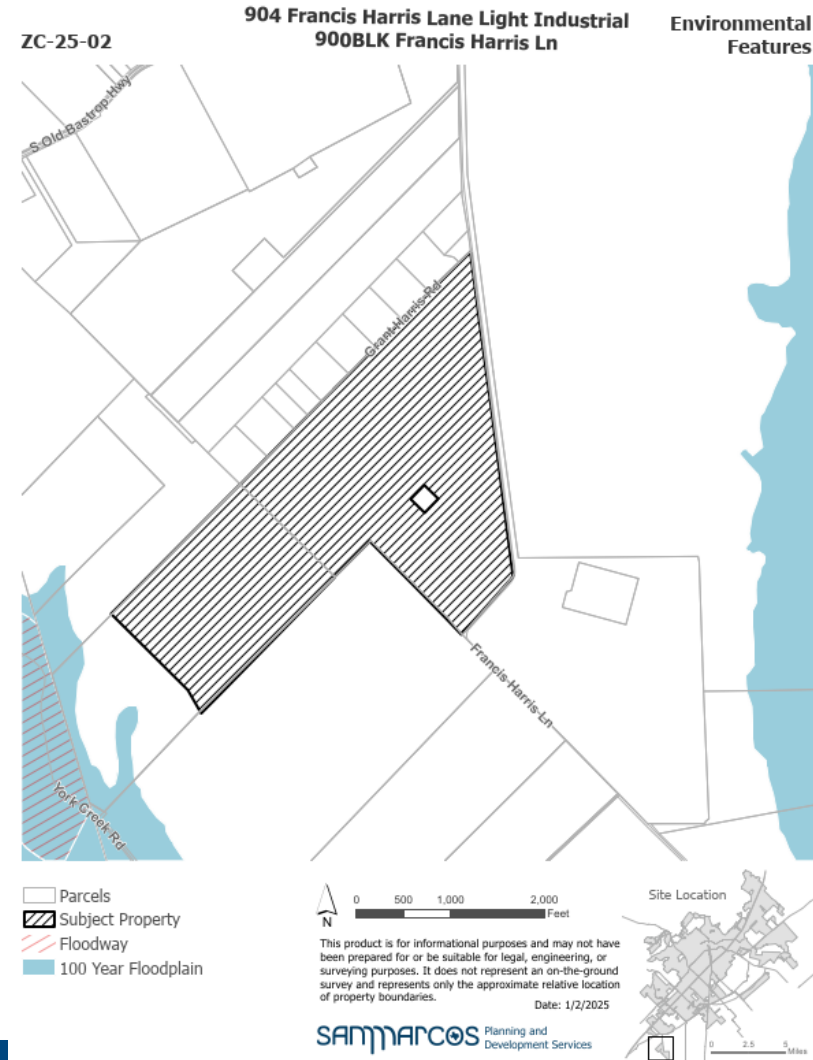 ZC-25-02
904 Francis Harris Lane Light Industrial
900BLK Francis Harris Ln
Environmental
Features
S Old Bastrop Hwy
Grant Harris Rd
Francis Harris Ln
York Creek Rd
Parcels
Subject Property
Floodway
100 Year Floodplain
N
0 500 1,000 2,000
Feet
This product is for informational purposes and may not have
been prepared for or be suitable for legal, engineering, or
surveying purposes. It does not represent an on-the-ground
survey and represents only the approximate relative location
of property boundaries.
Date: 1/2/2025
SANMARCOS
Planning and
Development Services
Site Location
0 2.5 5
Miles